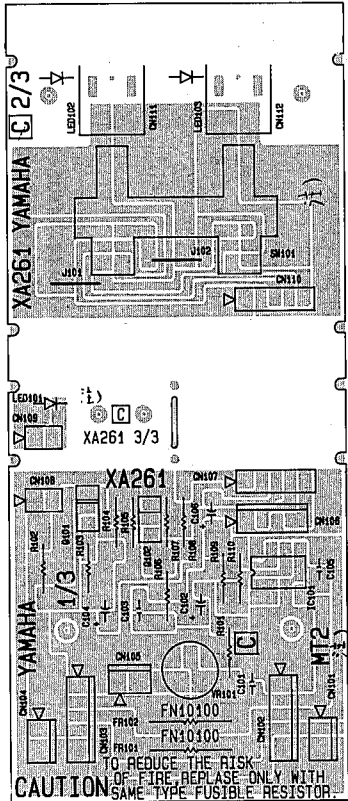 C 2/3
XA261 YAMAHA
LED102
CN111
LED103
CN112
J101
J102
SW101
CN110
LED101
CN109
C
XA261 3/3
XA261
CN108
CN107
R102
Q101
R103
R104
R105
Q102
R106
R107
R108
C106
R109
R110
CN106
1/3
C104
C103
C102
R101
IC101
C105
YAMAHA
C
MT2
CN104
CN103
CN105
VR101
C101
CN102
CN101
FN10100
FR102
FN10100
FR101
CAUTION TO REDUCE THE RISK
OF FIRE,REPLASE ONLY WITH
SAME TYPE FUSIBLE RESISTOR.